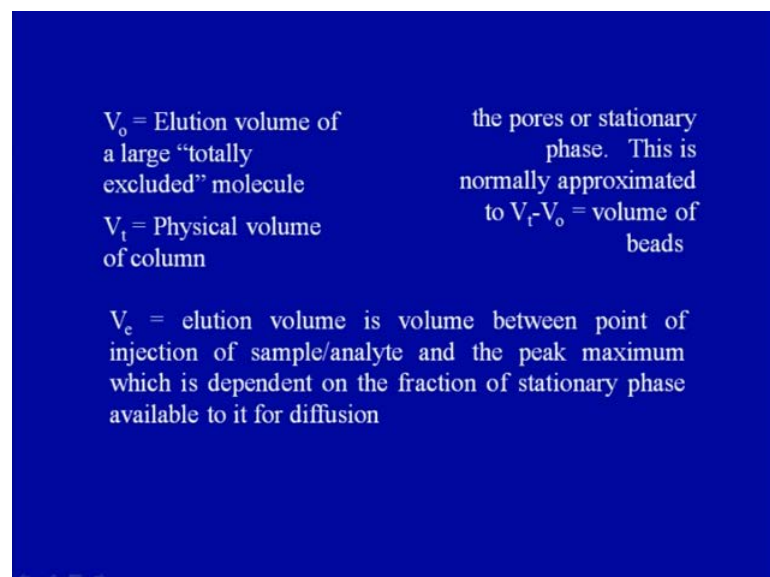 Vo = Elution volume of
a large “totally
excluded” molecule
Vt = Physical volume
of column
the pores or stationary
phase. This is
normally approximated
to Vt-Vo = volume of
beads
Ve = elution volume is volume between point of
injection of sample/analyte and the peak maximum
which is dependent on the fraction of stationary phase
available to it for diffusion